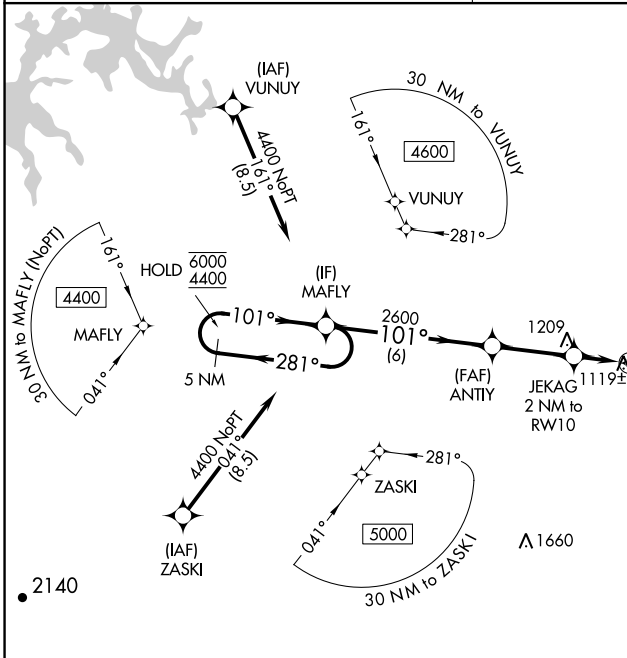 (IAF)
VUNUY
4400 NoPT
161°
(8.5)
30 NM to VUNUY
4600
161°
VUNUY
281°
30 NM to MAFLY (NoPT)
161°
4400
MAFLY
041°
HOLD
6000
4400
101°
281°
5 NM
(IF)
MAFLY
2600
101°
(6)
1209
(FAF)
ANTIY
JEKAG
2 NM to
RW10
1119±
4400 NoPT
041°
(8.5)
(IAF)
ZASKI
281°
ZASKI
041°
5000
30 NM to ZASKI
1660
2140